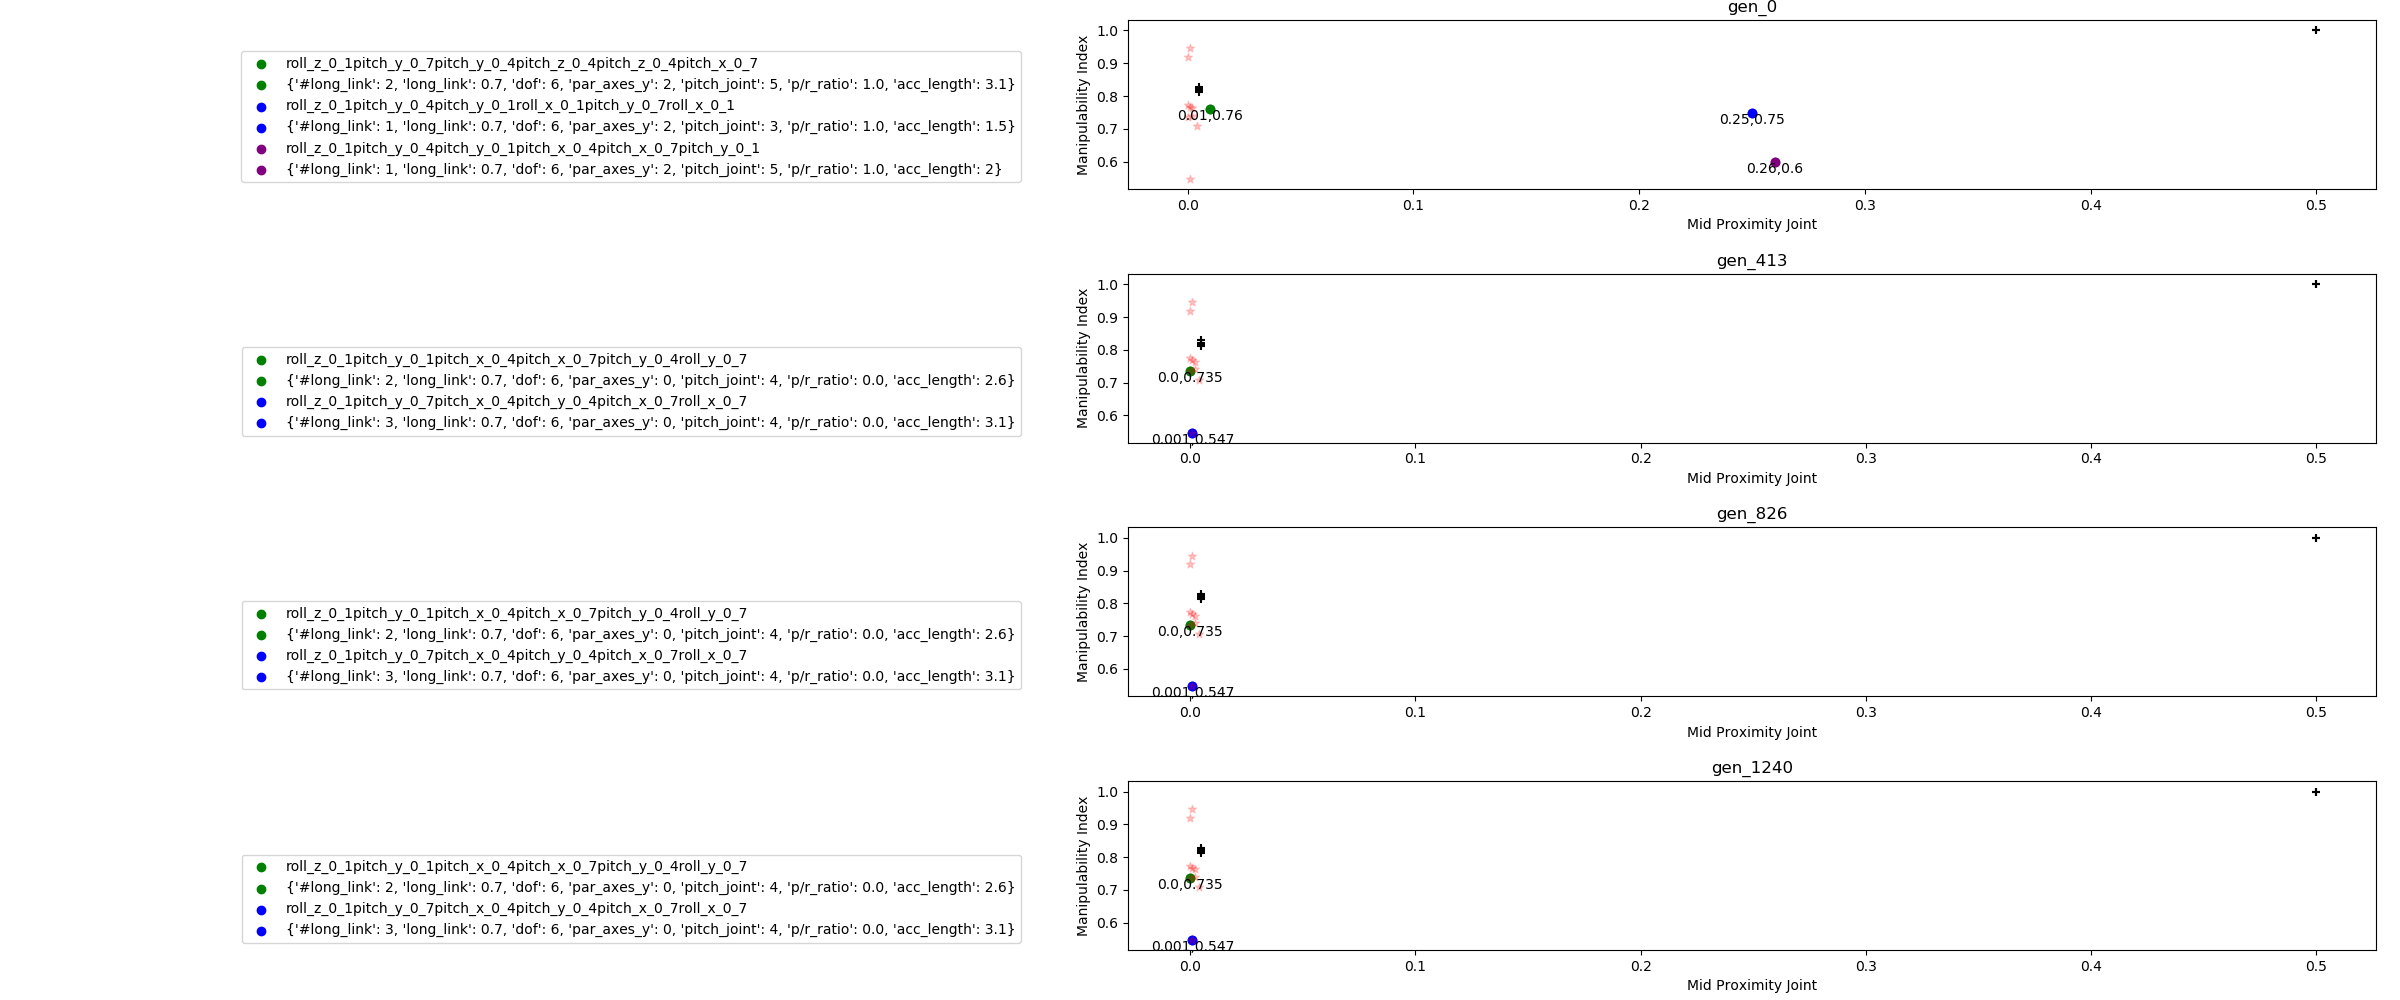 gen_0
roll_z_0_1pitch_y_0_7pitch_y_0_4pitch_z_0_4pitch_z_0_4pitch_x_0_7
{'#long_link': 2, 'long_link': 0.7, 'dof': 6, 'par_axes_y': 2, 'pitch_joint': 5, 'p/r_ratio': 1.0, 'acc_length': 3.1}
roll_z_0_1pitch_y_0_4pitch_y_0_1roll_x_0_1pitch_y_0_7roll_x_0_1
{'#long_link': 1, 'long_link': 0.7, 'dof': 6, 'par_axes_y': 2, 'pitch_joint': 3, 'p/r_ratio': 1.0, 'acc_length': 1.5}
roll_z_0_1pitch_y_0_4pitch_y_0_1pitch_x_0_4pitch_x_0_7pitch_y_0_1
{'#long_link': 1, 'long_link': 0.7, 'dof': 6, 'par_axes_y': 2, 'pitch_joint': 5, 'p/r_ratio': 1.0, 'acc_length': 2}
Manipulability Index
1.0
0.9
0.8
0.7
0.6
0.01,0.76
0.25,0.75
0.26,0.6
0.0 0.1 0.2 0.3 0.4 0.5
Mid Proximity Joint
gen_413
roll_z_0_1pitch_y_0_1pitch_x_0_4pitch_x_0_7pitch_y_0_4roll_y_0_7
{'#long_link': 2, 'long_link': 0.7, 'dof': 6, 'par_axes_y': 0, 'pitch_joint': 4, 'p/r_ratio': 0.0, 'acc_length': 2.6}
roll_z_0_1pitch_y_0_7pitch_x_0_4pitch_y_0_4pitch_x_0_7roll_x_0_7
{'#long_link': 3, 'long_link': 0.7, 'dof': 6, 'par_axes_y': 0, 'pitch_joint': 4, 'p/r_ratio': 0.0, 'acc_length': 3.1}
Manipulability Index
1.0
0.9
0.8
0.7
0.6
0.0,0.735
0.001,0.547
0.0 0.1 0.2 0.3 0.4 0.5
Mid Proximity Joint
gen_826
roll_z_0_1pitch_y_0_1pitch_x_0_4pitch_x_0_7pitch_y_0_4roll_y_0_7
{'#long_link': 2, 'long_link': 0.7, 'dof': 6, 'par_axes_y': 0, 'pitch_joint': 4, 'p/r_ratio': 0.0, 'acc_length': 2.6}
roll_z_0_1pitch_y_0_7pitch_x_0_4pitch_y_0_4pitch_x_0_7roll_x_0_7
{'#long_link': 3, 'long_link': 0.7, 'dof': 6, 'par_axes_y': 0, 'pitch_joint': 4, 'p/r_ratio': 0.0, 'acc_length': 3.1}
Manipulability Index
1.0
0.9
0.8
0.7
0.6
0.0,0.735
0.001,0.547
0.0 0.1 0.2 0.3 0.4 0.5
Mid Proximity Joint
gen_1240
roll_z_0_1pitch_y_0_1pitch_x_0_4pitch_x_0_7pitch_y_0_4roll_y_0_7
{'#long_link': 2, 'long_link': 0.7, 'dof': 6, 'par_axes_y': 0, 'pitch_joint': 4, 'p/r_ratio': 0.0, 'acc_length': 2.6}
roll_z_0_1pitch_y_0_7pitch_x_0_4pitch_y_0_4pitch_x_0_7roll_x_0_7
{'#long_link': 3, 'long_link': 0.7, 'dof': 6, 'par_axes_y': 0, 'pitch_joint': 4, 'p/r_ratio': 0.0, 'acc_length': 3.1}
Manipulability Index
1.0
0.9
0.8
0.7
0.6
0.0,0.735
0.001,0.547
0.0 0.1 0.2 0.3 0.4 0.5
Mid Proximity Joint